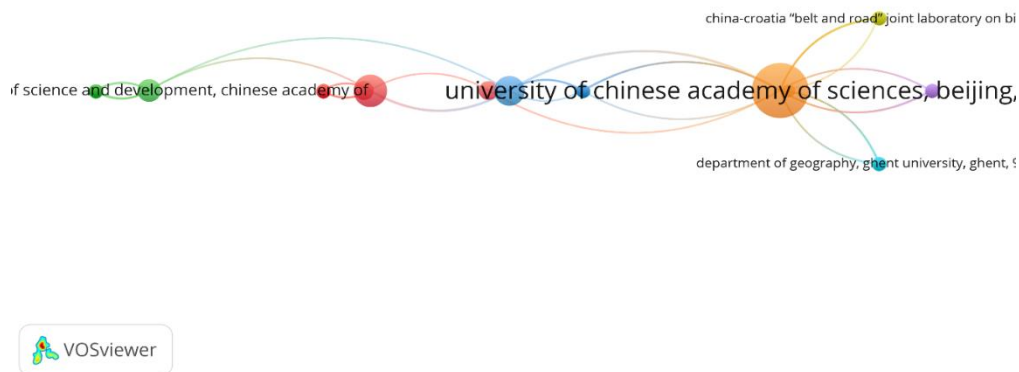 china-croatia “belt and road” joint laboratory on bi
of science and development, chinese academy of
university of chinese academy of sciences, beijing,
department of geography, ghent university, ghent, 9
VOSviewer